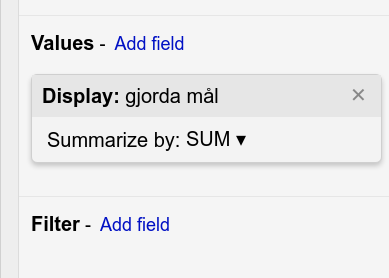 Values - Add field
Display: gjorda mål ✕
Summarize by: SUM ▾
Filter - Add field